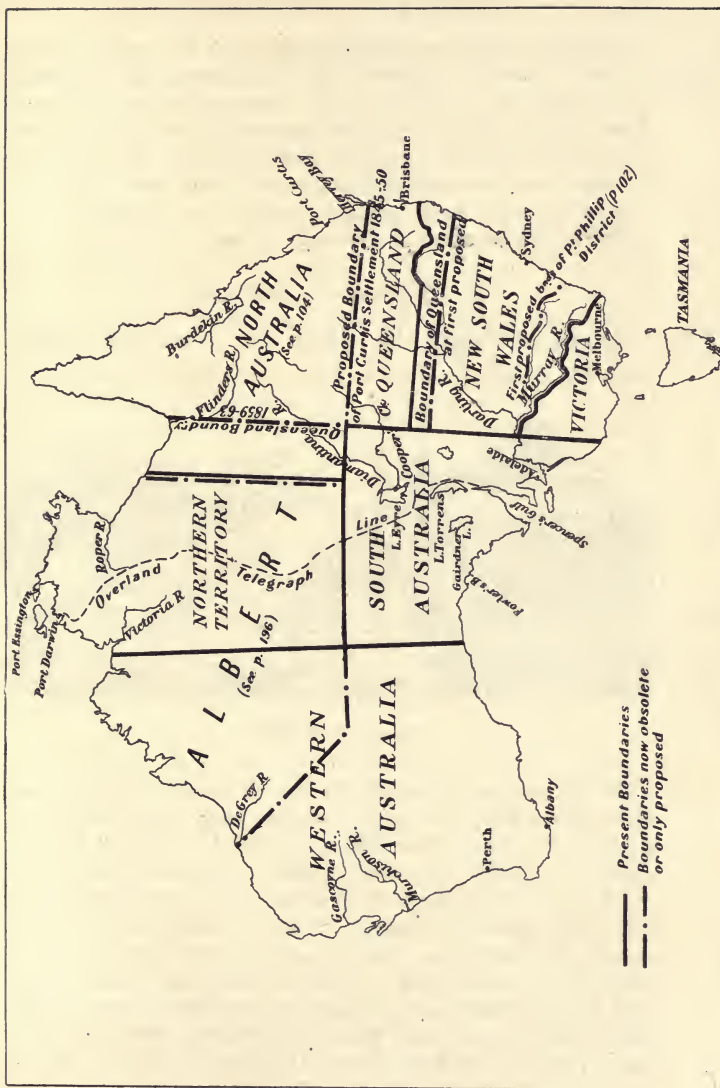 Port Essington
Port Darwin
Roper R.
Victoria R
Overland
Telegraph
Line
NORTHERN
TERRITORY
ALBERT
(See p. 196)
DeGrey R
Gascoyne R.
Murchison R.
WESTERN
AUSTRALIA
Perth
Albany
Flinders R.
Burdekin R.
NORTH
AUSTRALIA
(See p. 104)
Queensland Boundry
1859-63
Diamantina
R
Port Curtis
Hervey Bay
Proposed Boundary
of Port Curtis Settlement 1845-50
QUEENSLAND
Brisbane
Boundary of Queensland
at first proposed
Cooper
Ck
SOUTH
AUSTRALIA
L.Eyre
L.Torrens
Gairdner
L.
Fowler's B.
Spencer's Gulf
Adelaide
Darling R.
NEW SOUTH
WALES
Sydney
First proposed bdy of Pt Phillip (p 102)
District
Murray R.
VICTORIA
Melbourne
TASMANIA
Present Boundaries
Boundaries now obsolete
or only proposed